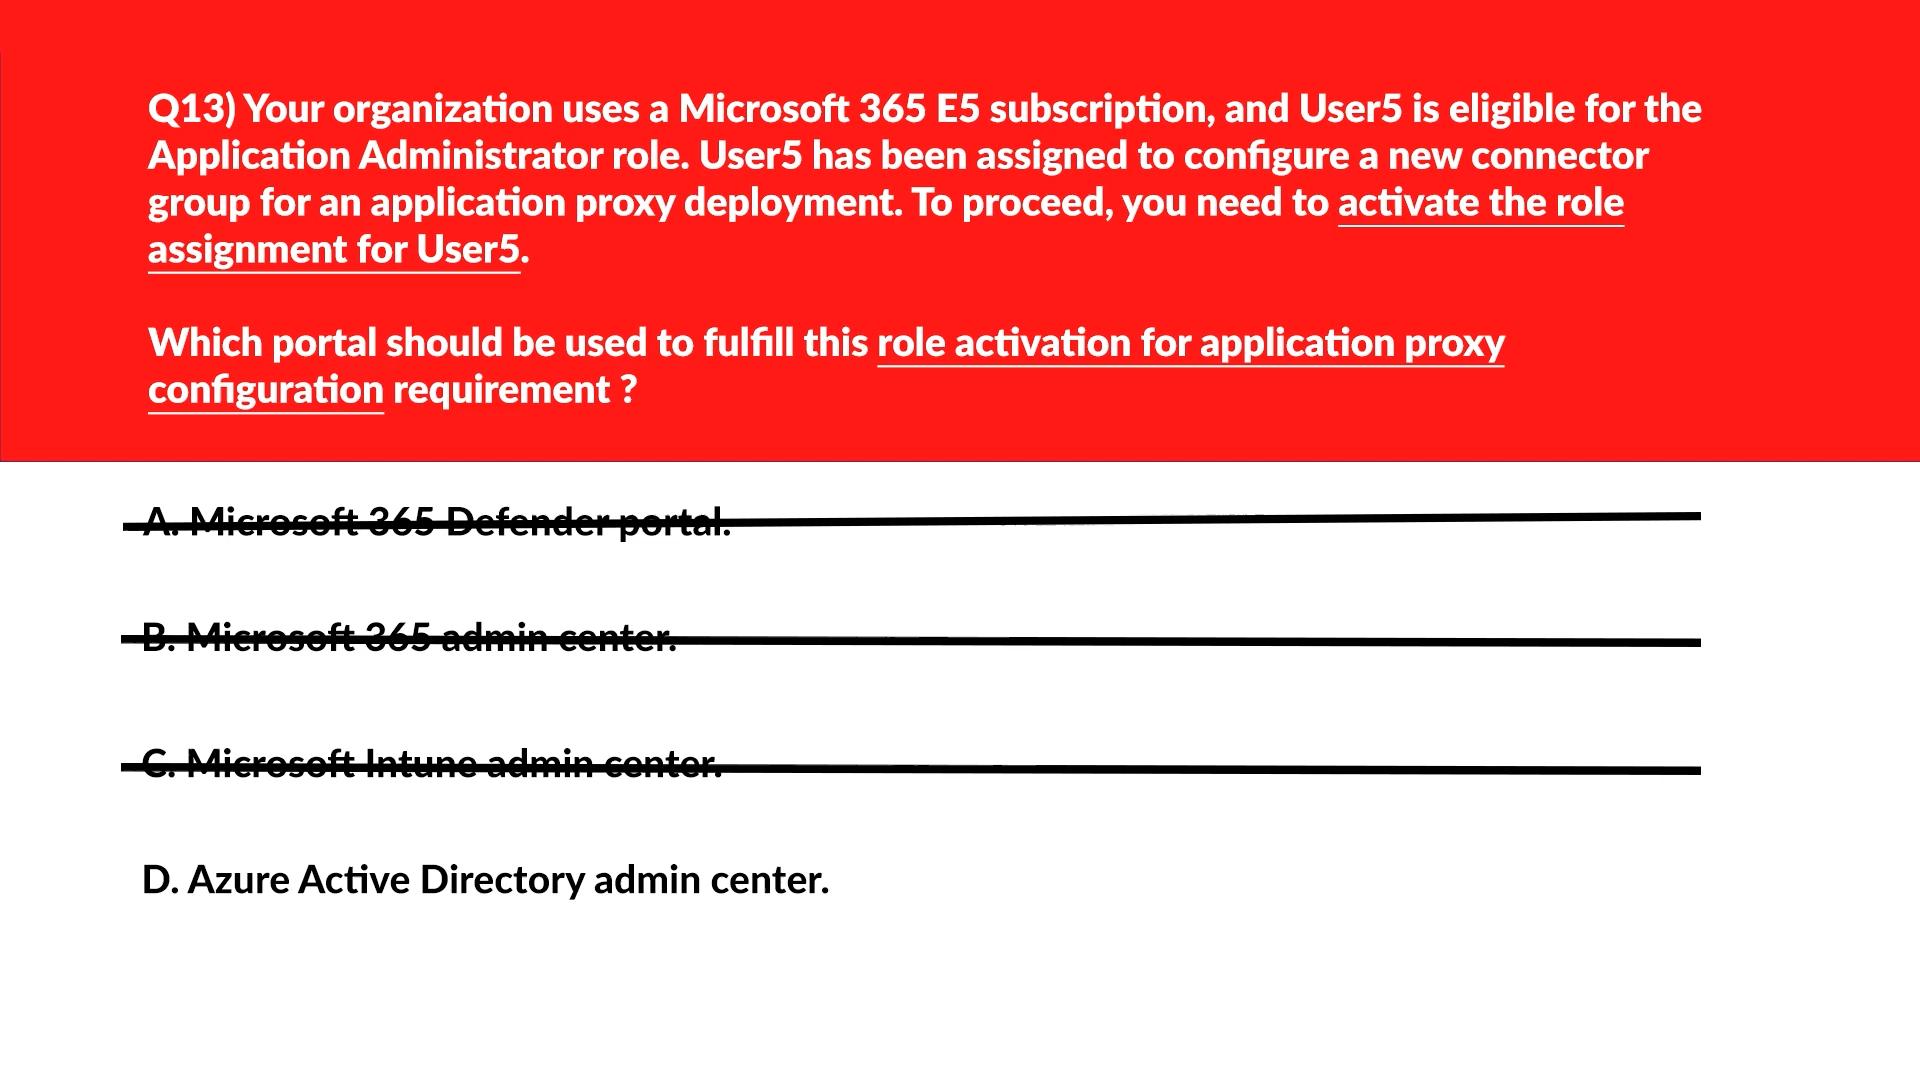 Q13) Your organization uses a Microsoft 365 E5 subscription, and User5 is eligible for the
Application Administrator role. User5 has been assigned to configure a new connector
group for an application proxy deployment. To proceed, you need to activate the role
assignment for User5.
Which portal should be used to fulfill this role activation for application proxy
configuration requirement ?
A. Microsoft 365 Defender portal.
B. Microsoft 365 admin center.
C. Microsoft Intune admin center.
D. Azure Active Directory admin center.